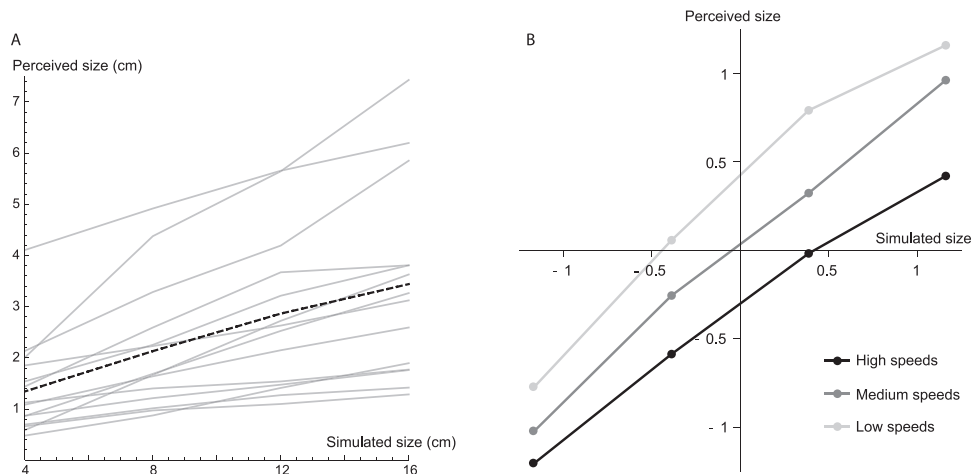 A
Perceived size (cm)
7
6
5
4
3
2
1
Simulated size (cm)
4
8
12
16
B
Perceived size
1
0.5
Simulated size
- 1
- 0.5
0.5
1
- 0.5
- 1
High speeds
Medium speeds
Low speeds